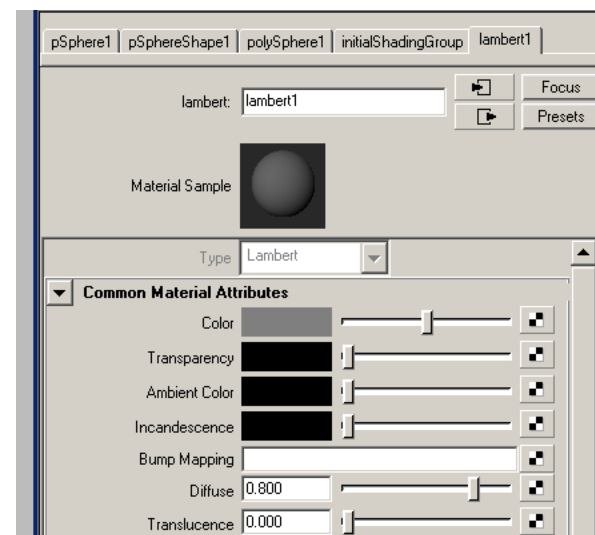 pSphere1 pSphereShape1 polySphere1 initialShadingGroup lambert1
lambert: lambert1 Focus
Presets
Material Sample
Type Lambert
Common Material Attributes
Color
Transparency
Ambient Color
Incandescence
Bump Mapping
Diffuse 0.800
Translucence 0.000